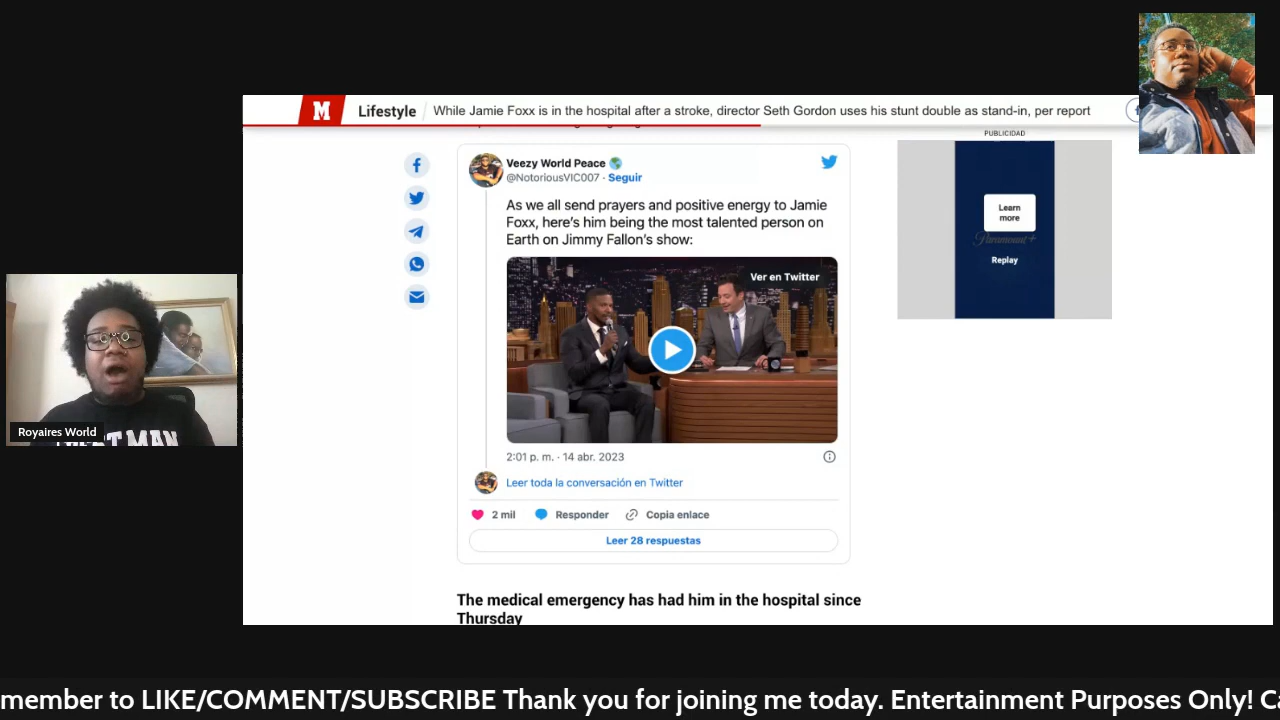 M Lifestyle While Jamie Foxx is in the hospital after a stroke, director Seth Gordon uses his stunt double as stand-in, per report
PUBLICIDAD
Veezy World Peace
@NotoriousVIC007 · Seguir
As we all send prayers and positive energy to Jamie
Foxx, here's him being the most talented person on
Earth on Jimmy Fallon's show:
Ver en Twitter
2:01 p. m. · 14 abr. 2023
Leer toda la conversación en Twitter
2 mil Responder Copia enlace
Leer 28 respuestas
The medical emergency has had him in the hospital since
Thursday
Learn
more
Paramount+
Replay
Royaires World
member to LIKE/COMMENT/SUBSCRIBE Thank you for joining me today. Entertainment Purposes Only! Ca